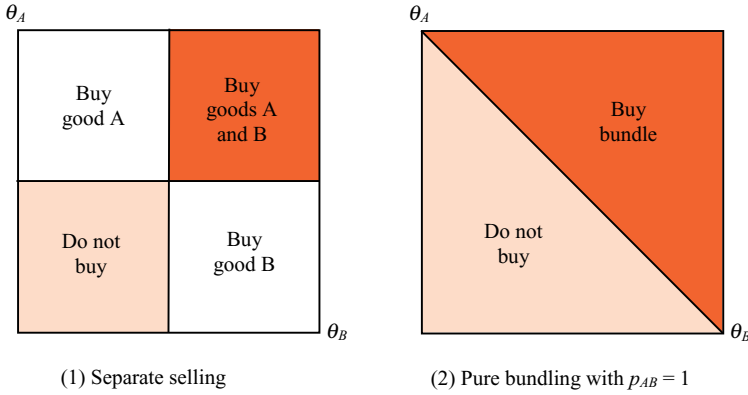 θA
θA
Buy
good A
Buy
goods A
and B
Buy
bundle
Do not
buy
Buy
good B
Do not
buy
θB
θB
(1) Separate selling
(2) Pure bundling with pAB = 1